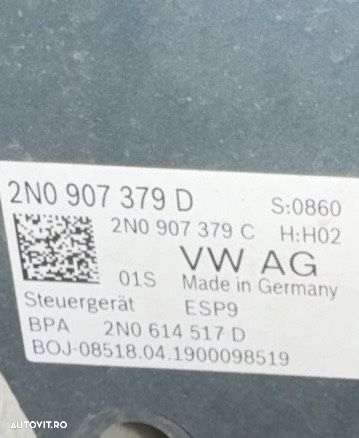 2N0 907 379 D S:0860
2N0 907 379 C H:H02
VW AG
01S Made in Germany
Steuergerät ESP9
BPA 2N0 614 517 D
BOJ-08518.04.1900098519
AUTOVIT.RO